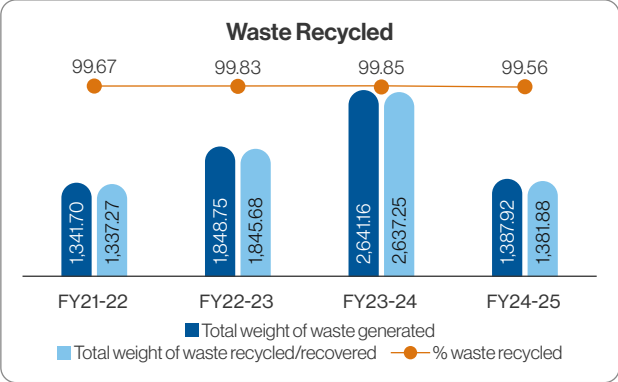 Waste Recycled
99.67 99.83 99.85 99.56
1,341.70 1,337.27 1,848.75 1,845.68 2,641.16 2,637.25 1,387.92 1,381.88
FY21-22 FY22-23 FY23-24 FY24-25
Total weight of waste generated
Total weight of waste recycled/recovered % waste recycled